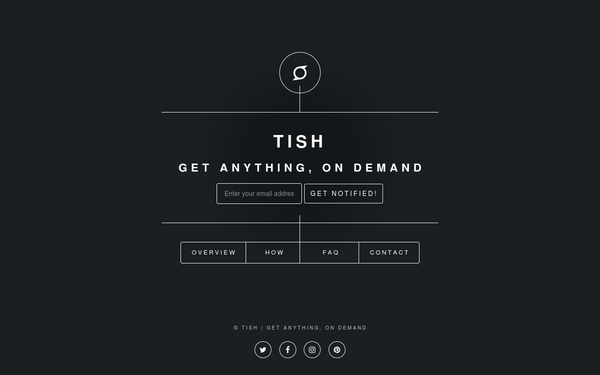 TISH
GET ANYTHING, ON DEMAND
Enter your email addres GET NOTIFIED!
OVERVIEW HOW FAQ CONTACT
© TISH | GET ANYTHING, ON DEMAND